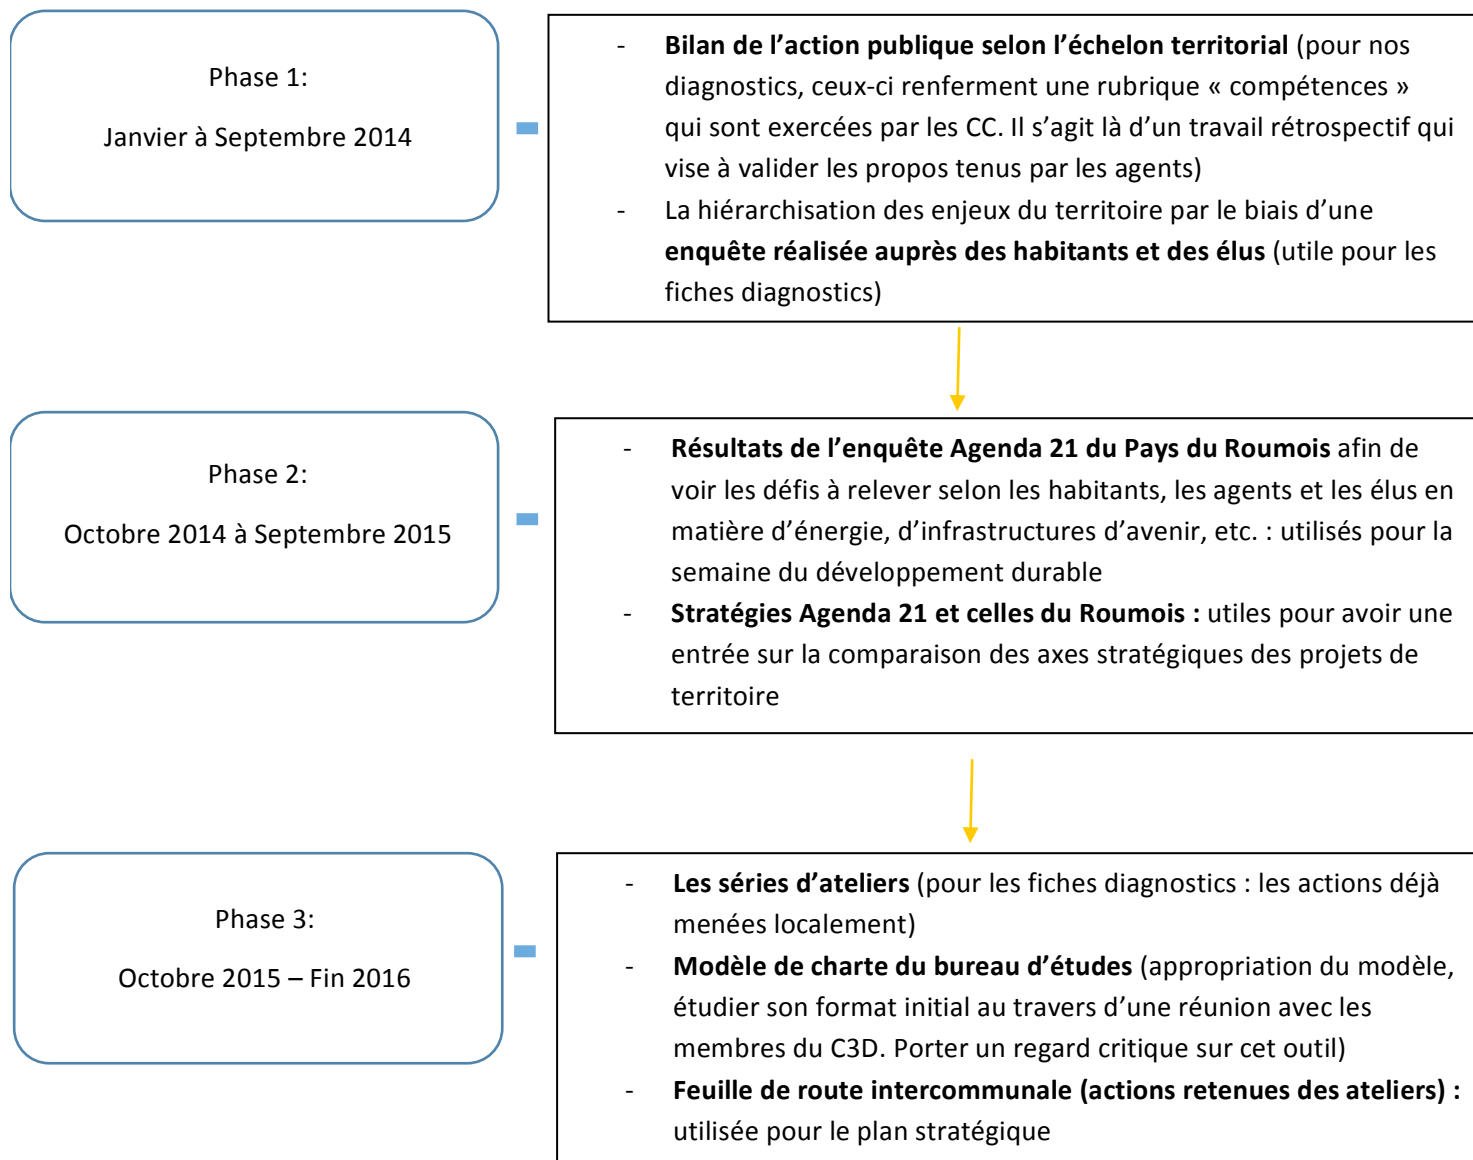 Phase 1:
Janvier à Septembre 2014
- Bilan de l’action publique selon l’échelon territorial (pour nos
diagnostics, ceux-ci renferment une rubrique « compétences »
qui sont exercées par les CC. Il s’agit là d’un travail rétrospectif qui
vise à valider les propos tenus par les agents)
- La hiérarchisation des enjeux du territoire par le biais d’une
enquête réalisée auprès des habitants et des élus (utile pour les
fiches diagnostics)
Phase 2:
Octobre 2014 à Septembre 2015
- Résultats de l’enquête Agenda 21 du Pays du Roumois afin de
voir les défis à relever selon les habitants, les agents et les élus en
matière d’énergie, d’infrastructures d’avenir, etc. : utilisés pour la
semaine du développement durable
- Stratégies Agenda 21 et celles du Roumois : utiles pour avoir une
entrée sur la comparaison des axes stratégiques des projets de
territoire
Phase 3:
Octobre 2015 – Fin 2016
- Les séries d’ateliers (pour les fiches diagnostics : les actions déjà
menées localement)
- Modèle de charte du bureau d’études (appropriation du modèle,
étudier son format initial au travers d’une réunion avec les
membres du C3D. Porter un regard critique sur cet outil)
- Feuille de route intercommunale (actions retenues des ateliers) :
utilisée pour le plan stratégique